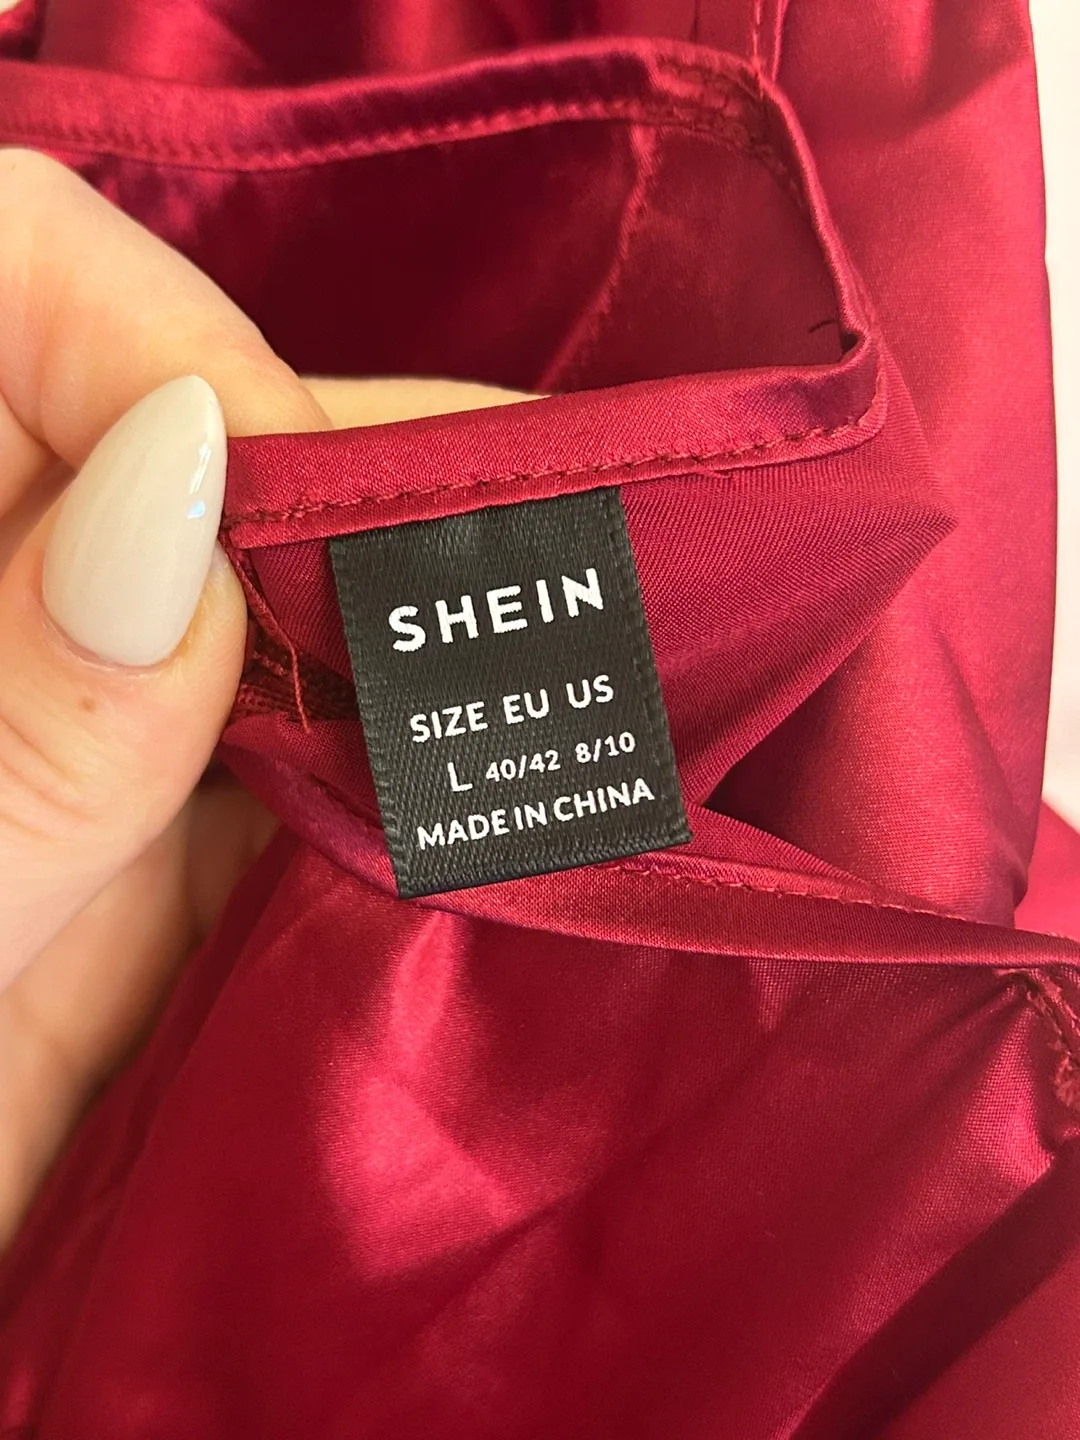 SHEIN
SIZE EU US
L 40/42 8/10
MADE IN CHINA